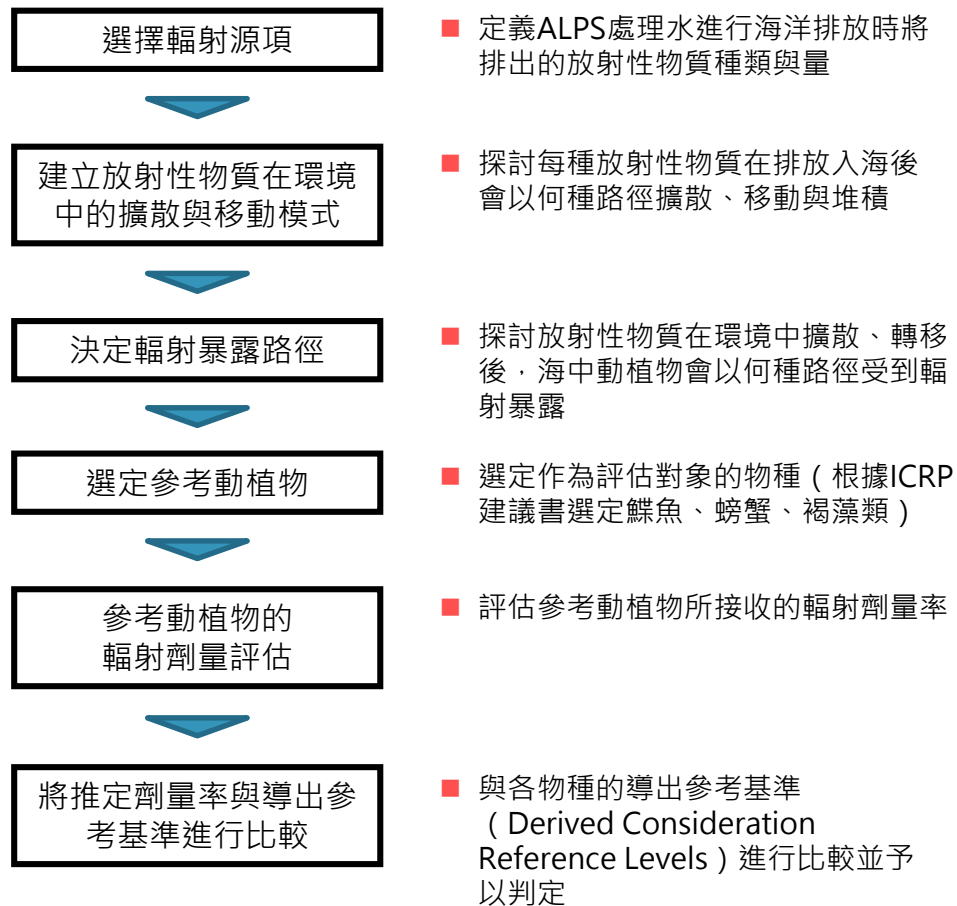 選擇輻射源項
■ 定義ALPS處理水進行海洋排放時將
排出的放射性物質種類與量
建立放射性物質在環境
中的擴散與移動模式
■ 探討每種放射性物質在排放入海後
會以何種路徑擴散、移動與堆積
決定輻射暴露路徑
■ 探討放射性物質在環境中擴散、轉移
後，海中動植物會以何種路徑受到輻
射暴露
選定參考動植物
■ 選定作為評估對象的物種（根據ICRP
建議書選定鰈魚、螃蟹、褐藻類）
參考動植物的
輻射劑量評估
■ 評估參考動植物所接收的輻射劑量率
將推定劑量率與導出參
考基準進行比較
■ 與各物種的導出參考基準
（Derived Consideration
Reference Levels）進行比較並予
以判定